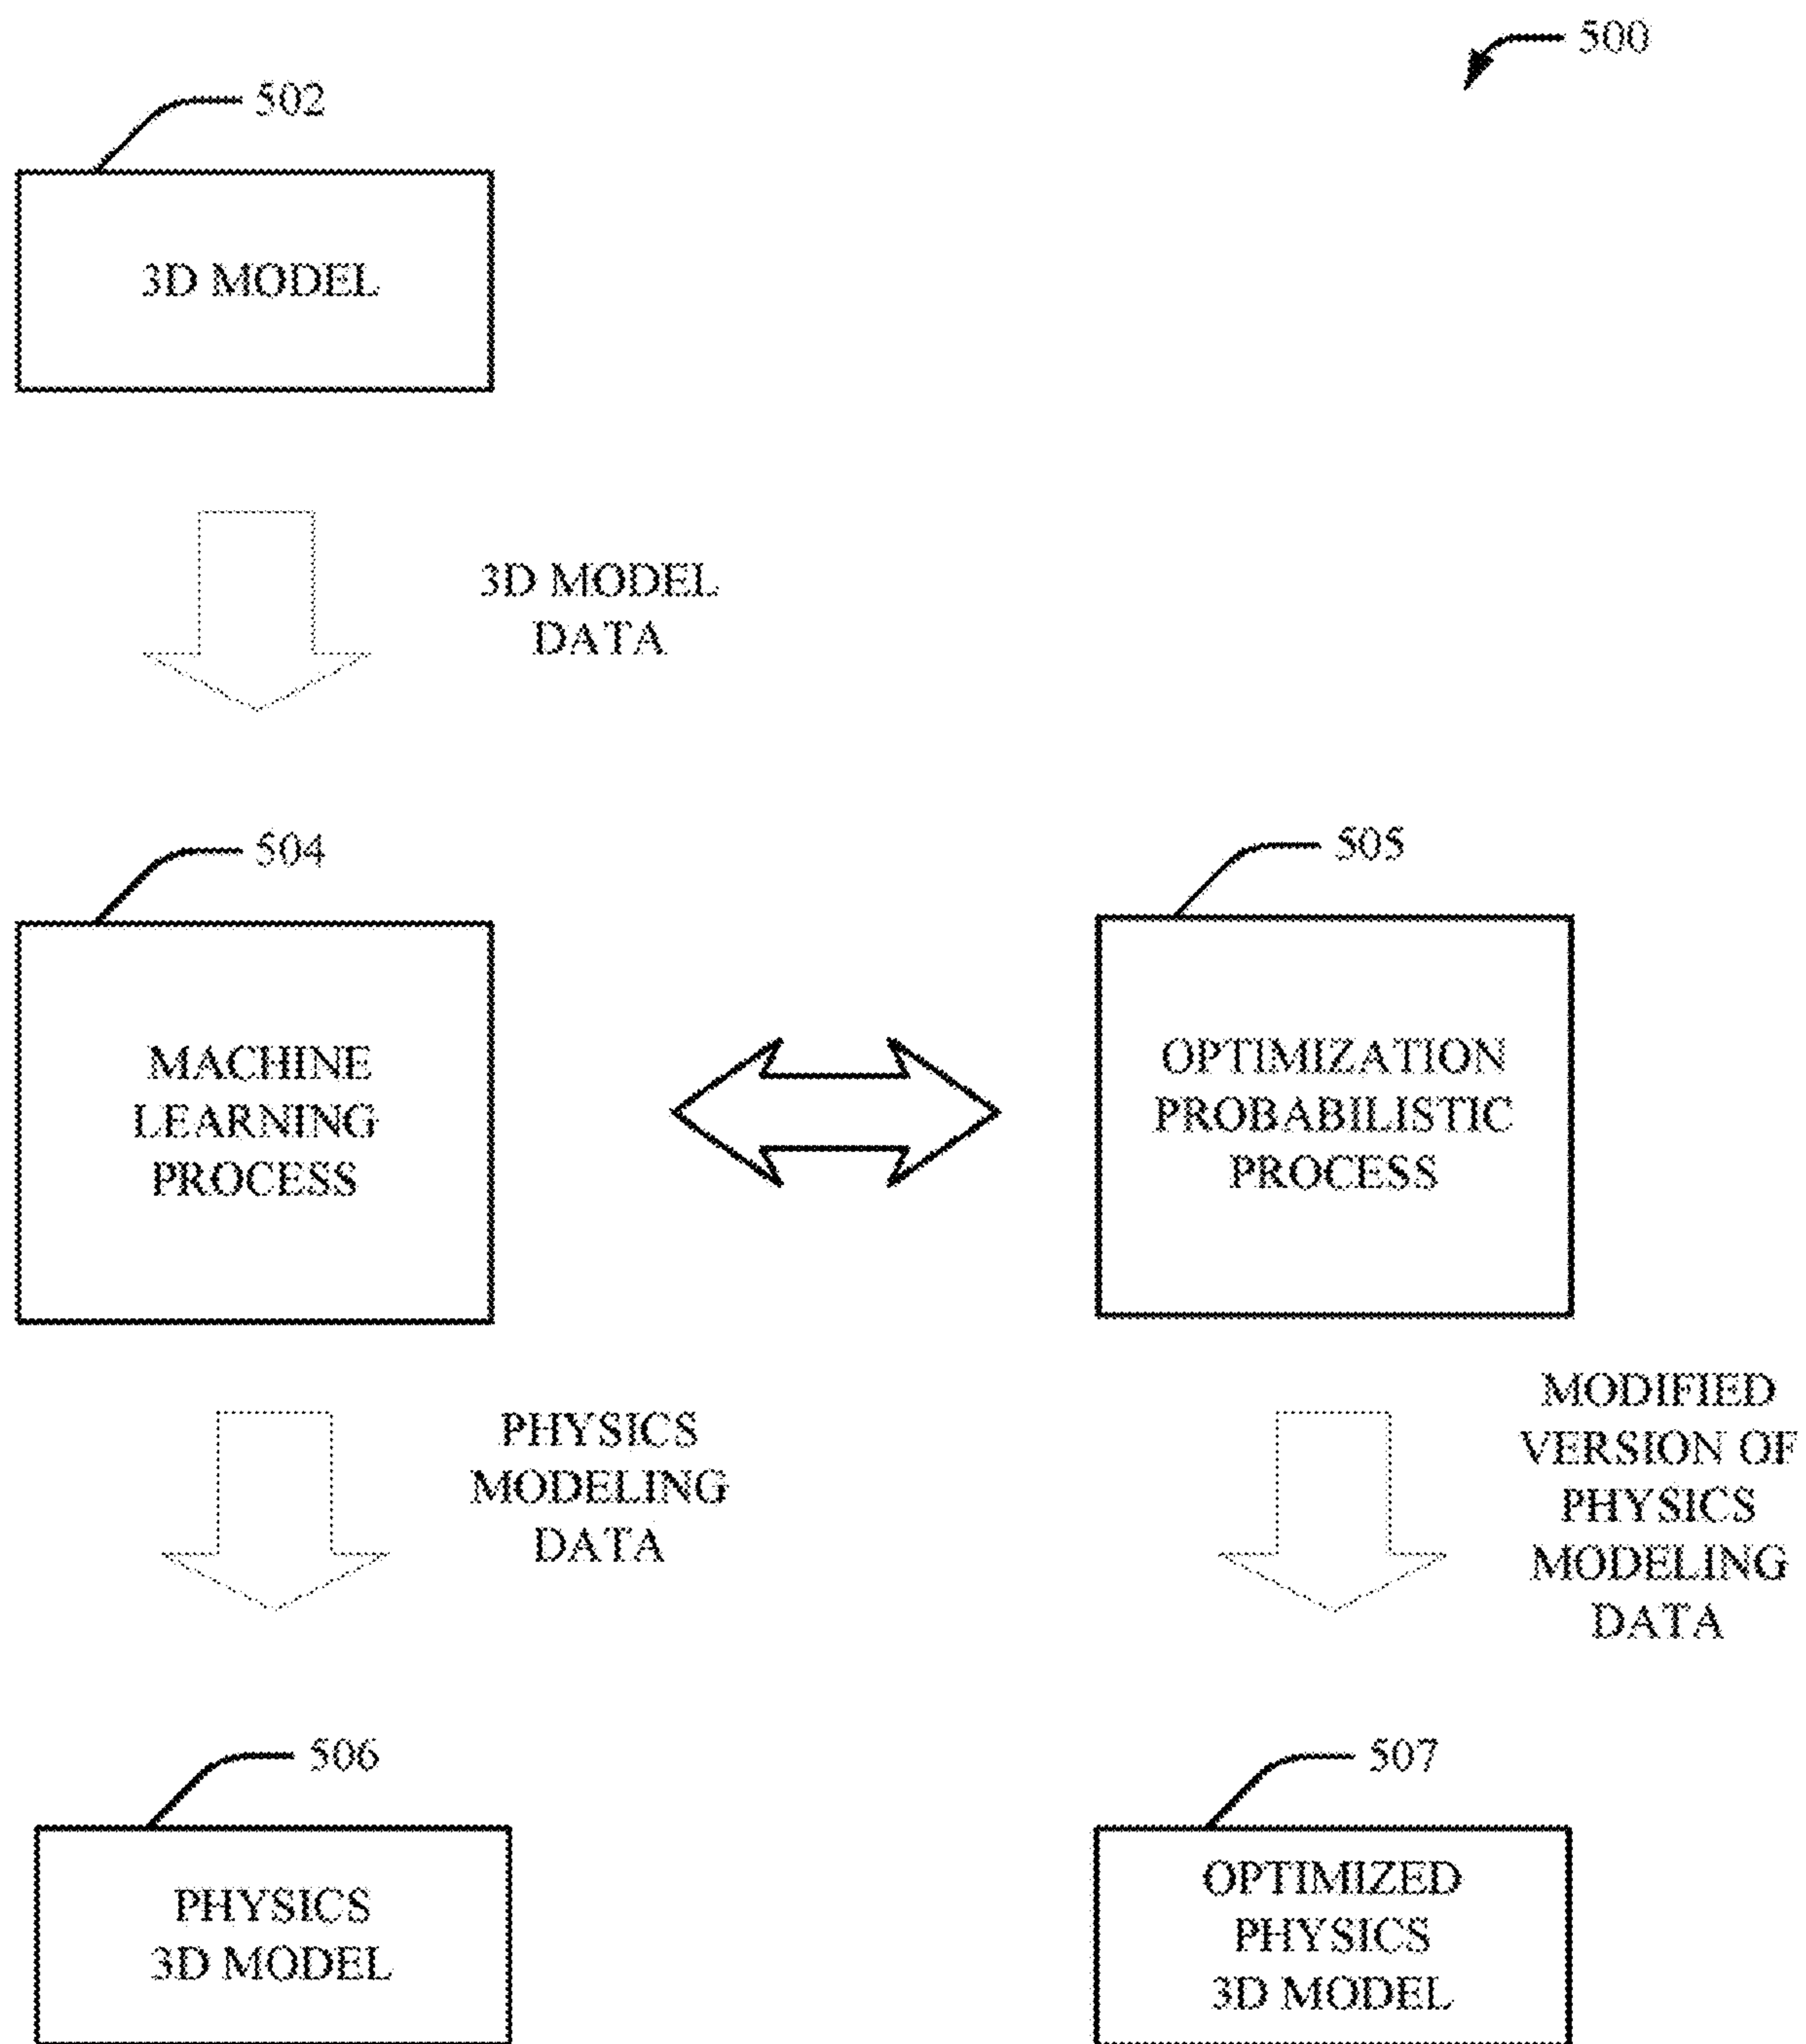 500
502
3D MODEL
3D MODEL
DATA
504
MACHINE
LEARNING
PROCESS
505
OPTIMIZATION
PROBABILISTIC
PROCESS
PHYSICS
MODELING
DATA
MODIFIED
VERSION OF
PHYSICS
MODELING
DATA
506
PHYSICS
3D MODEL
507
OPTIMIZED
PHYSICS
3D MODEL